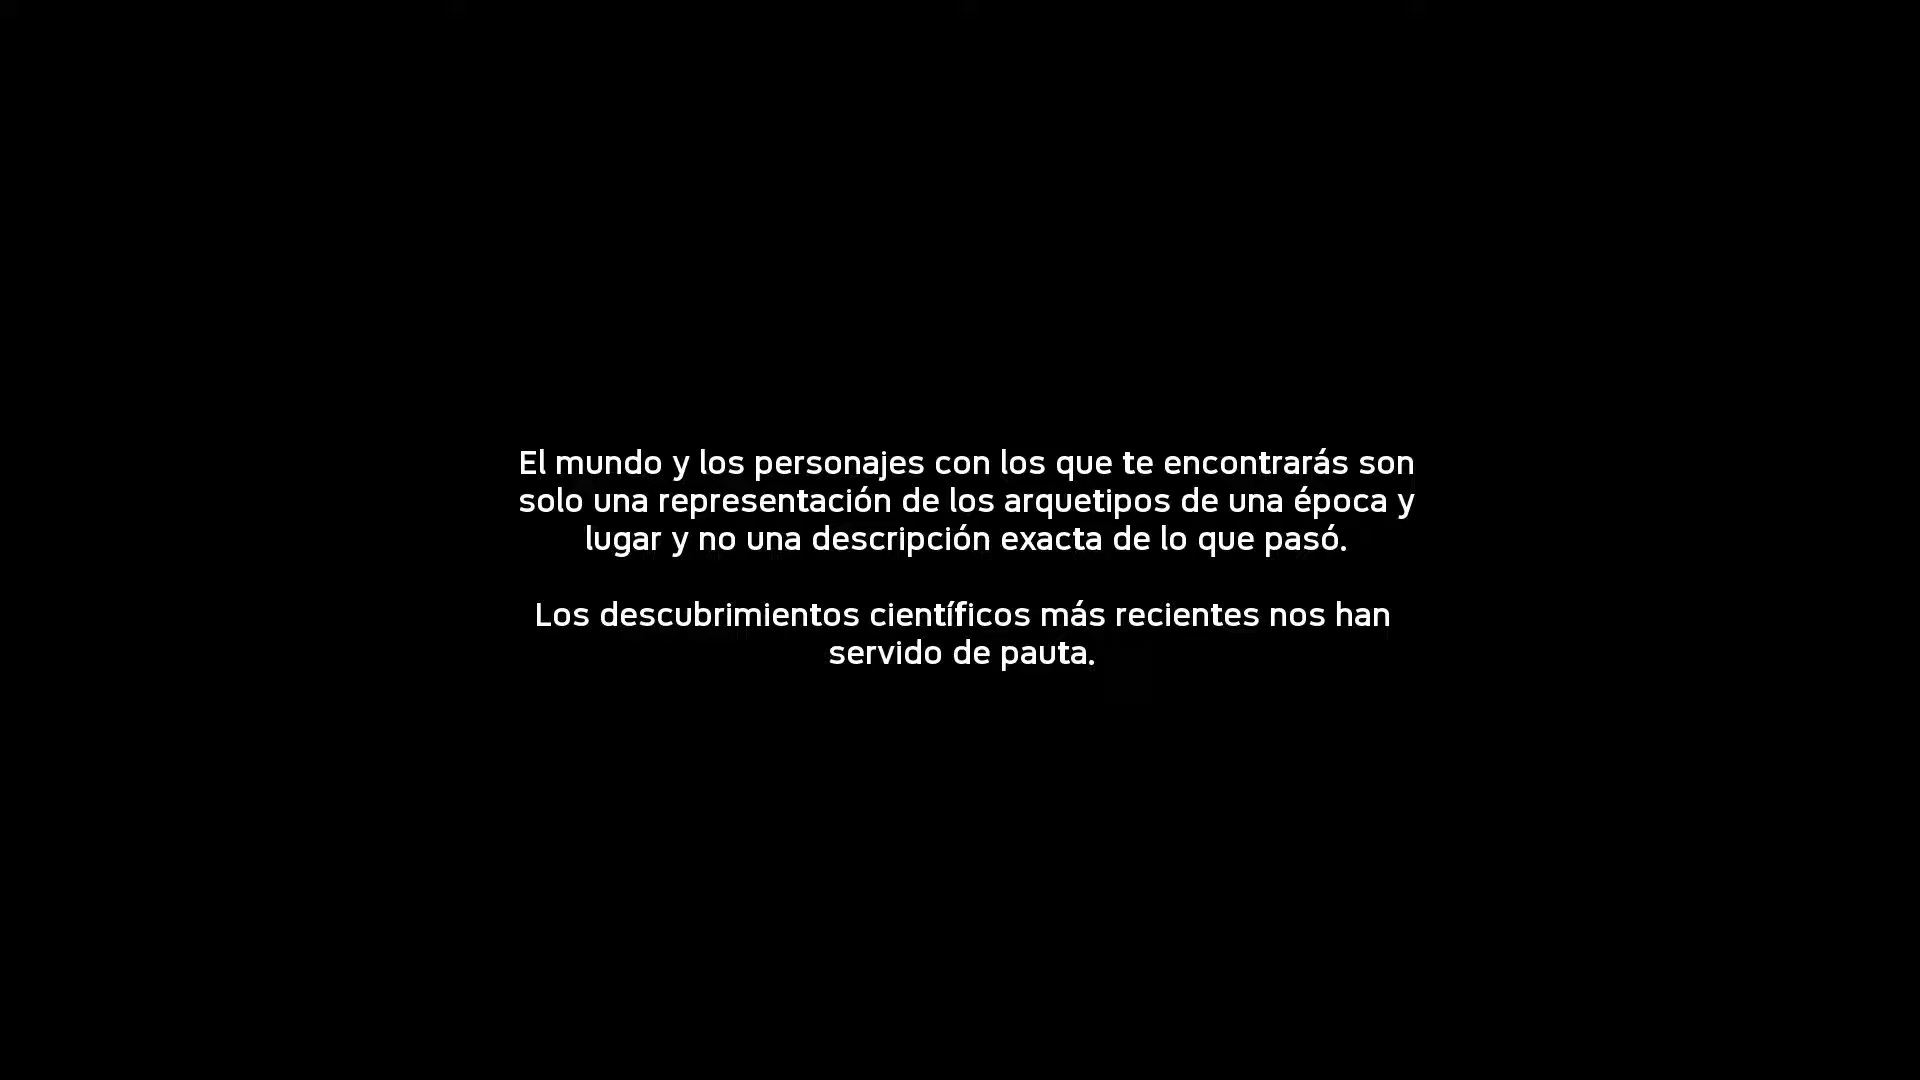 El mundo y los personajes con los que te encontrarás son
solo una representación de los arquetipos de una época y
lugar y no una descripción exacta de lo que pasó.
Los descubrimientos científicos más recientes nos han
servido de pauta.